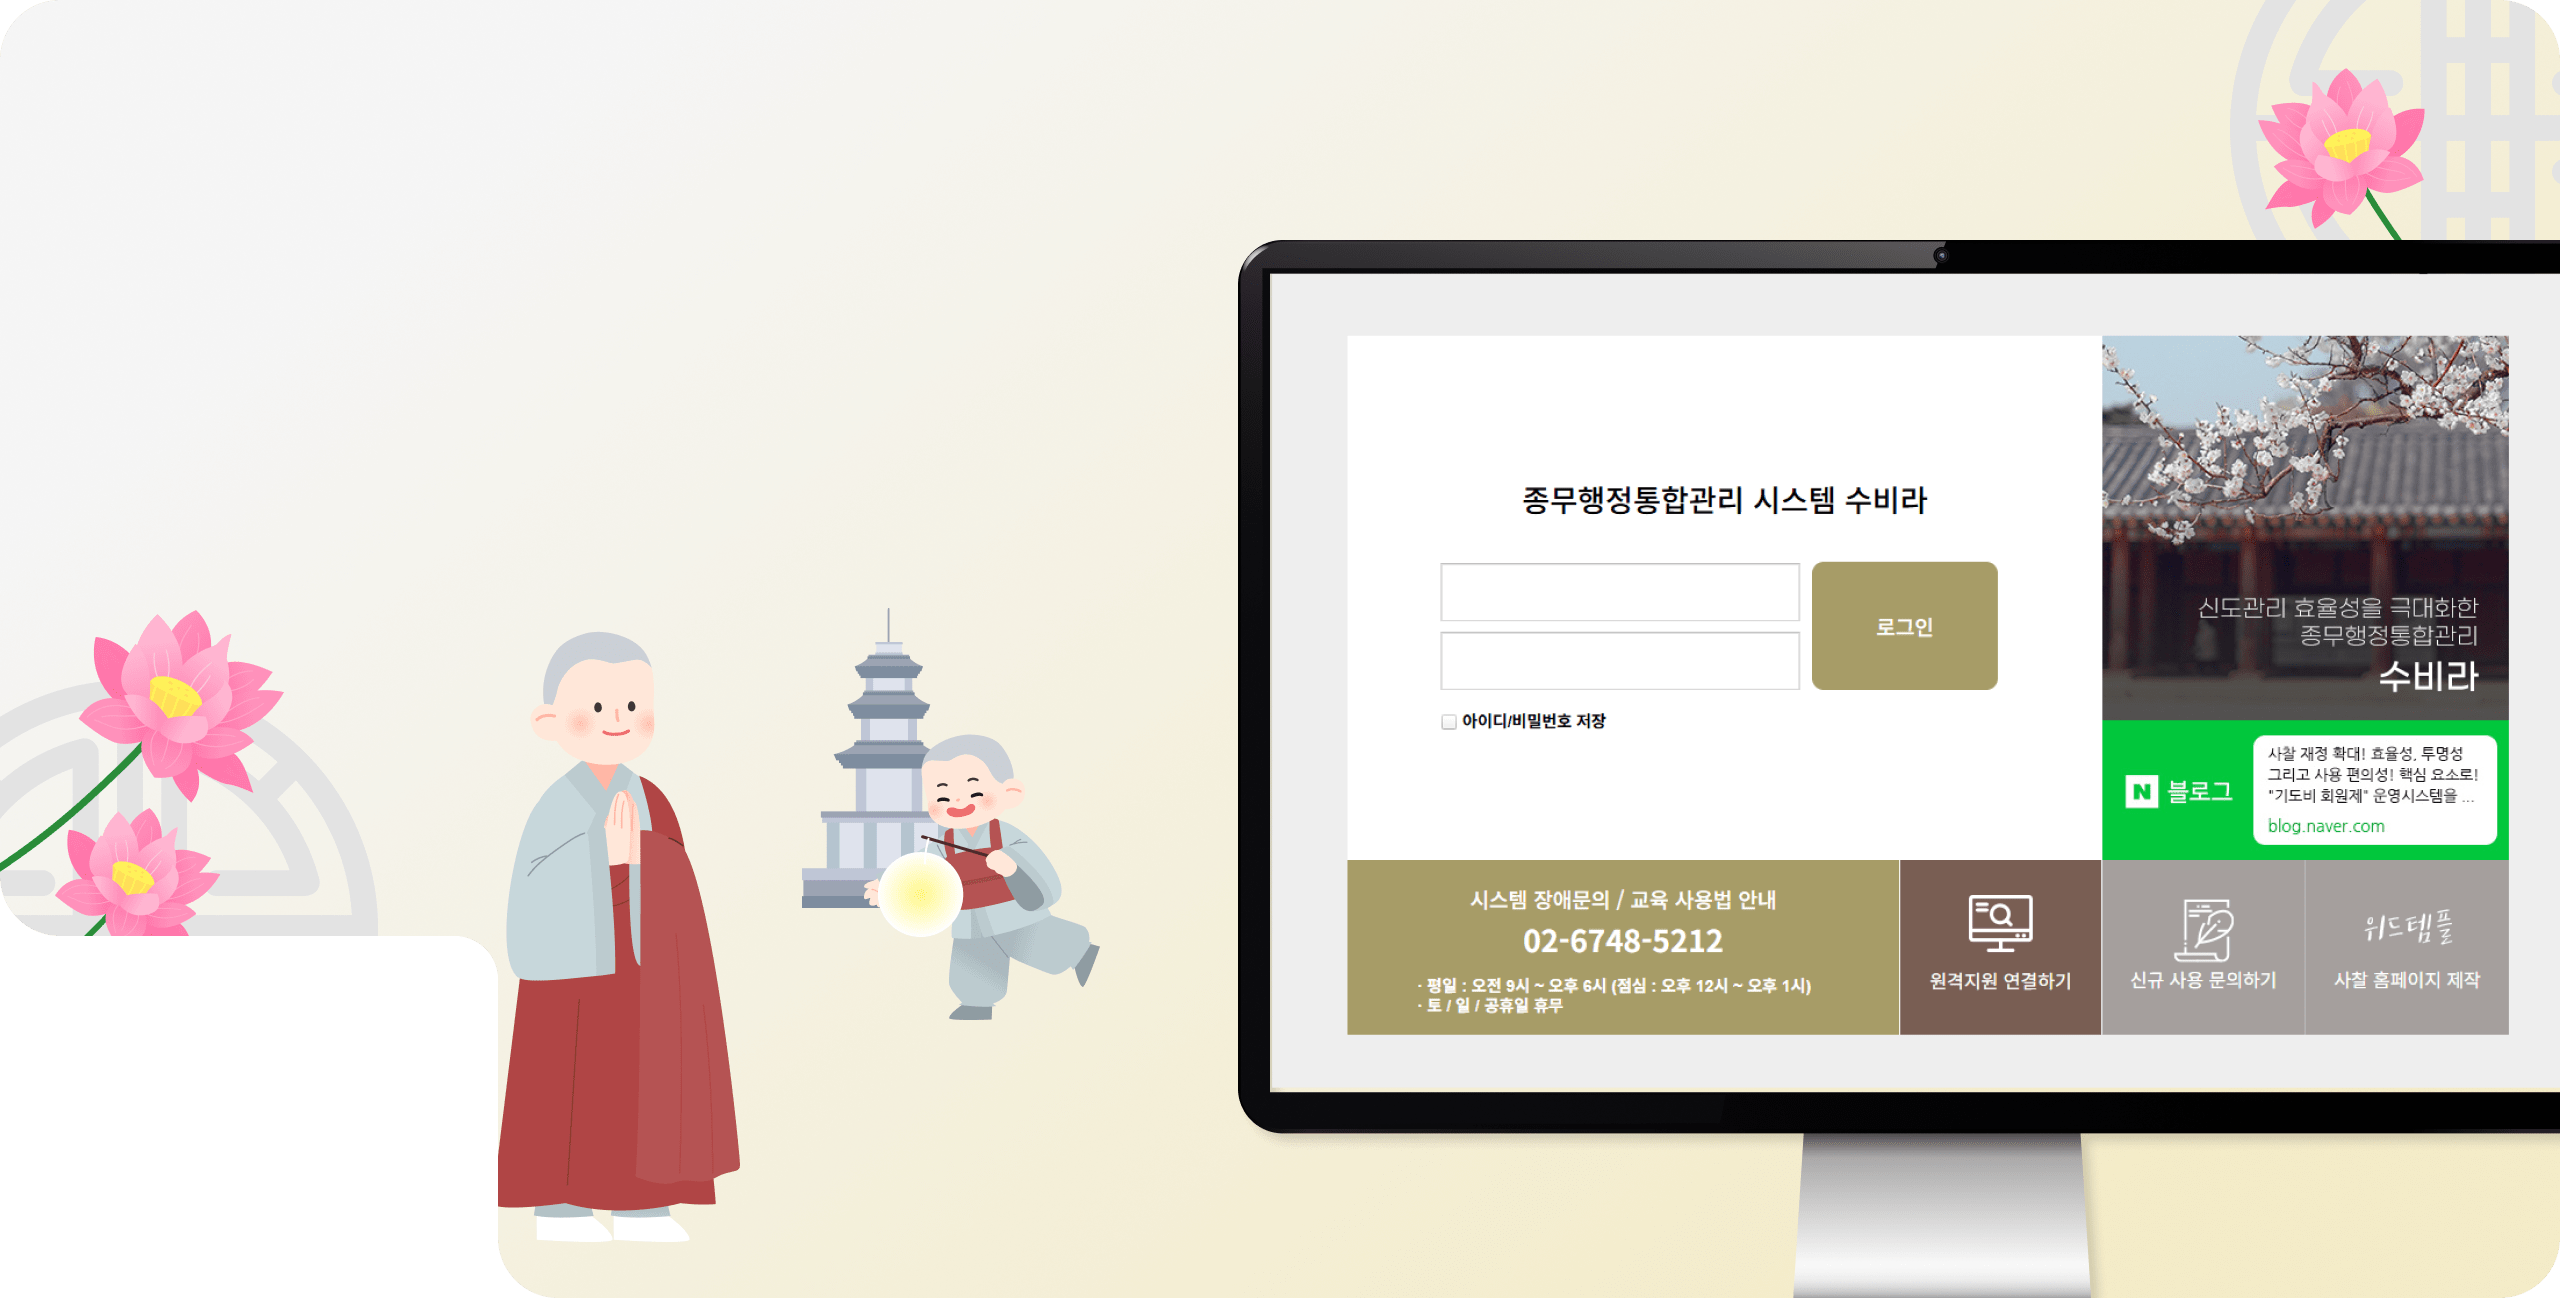 종무행정통합관리 시스템 수비라
로그인
아이디/비밀번호 저장
신도관리 효율성을 극대화한
종무행정통합관리
수비라
N 블로그
사찰 재정 확대! 효율성, 투명성
그리고 사용 편의성! 핵심 요소로!
"기도비 회원제" 운영시스템을 ...
blog.naver.com
시스템 장애문의 / 교육 사용법 안내
02-6748-5212
· 평일 : 오전 9시 ~ 오후 6시 (점심 : 오후 12시 ~ 오후 1시)
· 토 / 일 / 공휴일 휴무
원격지원 연결하기
신규 사용 문의하기
위드템플
사찰 홈페이지 제작